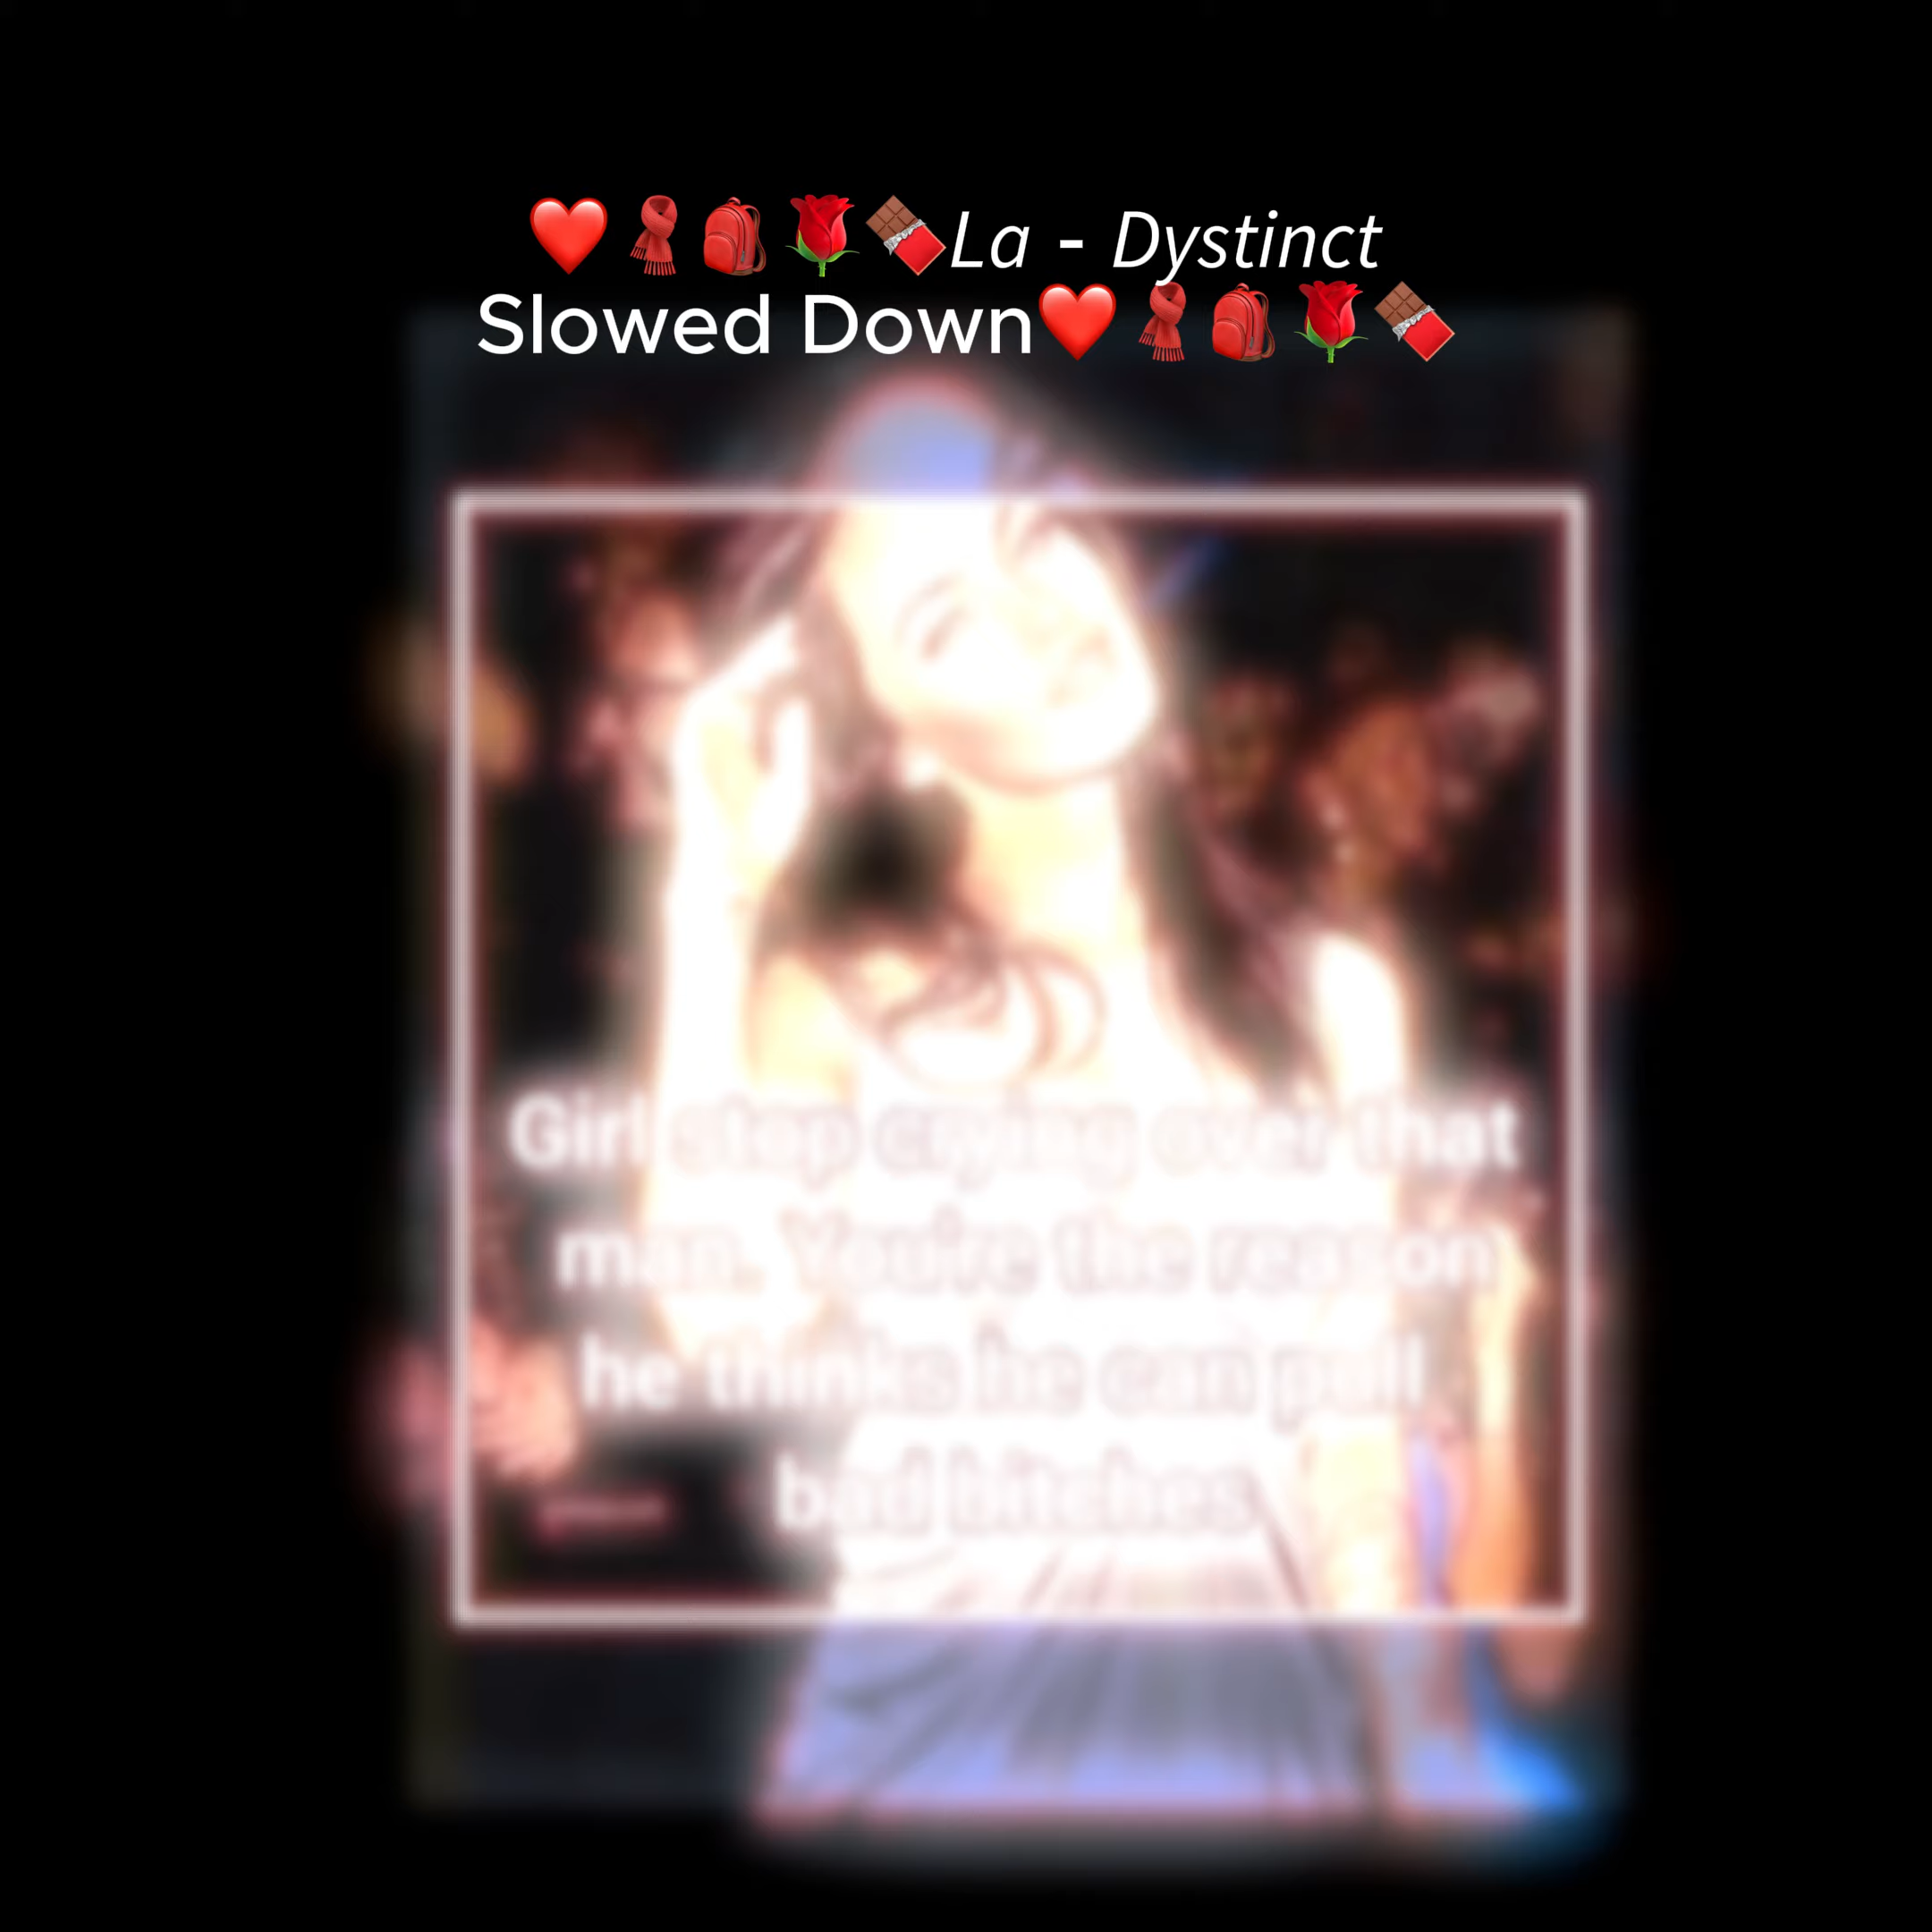 ❤️🧣🎒🌹🍫La - Dystinct
Slowed Down❤️🧣🎒🌹🍫
Girl stop crying over that
man. You're the reason
he thinks he can pull
bad bitches